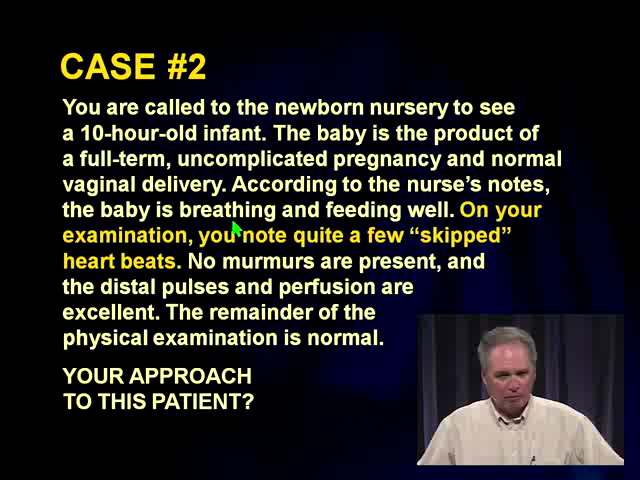 CASE #2
You are called to the newborn nursery to see
a 10-hour-old infant. The baby is the product of
a full-term, uncomplicated pregnancy and normal
vaginal delivery. According to the nurse's notes,
the baby is breathing and feeding well. On your
examination, you note quite a few “skipped”
heart beats. No murmurs are present, and
the distal pulses and perfusion are
excellent. The remainder of the
physical examination is normal.
YOUR APPROACH
TO THIS PATIENT?